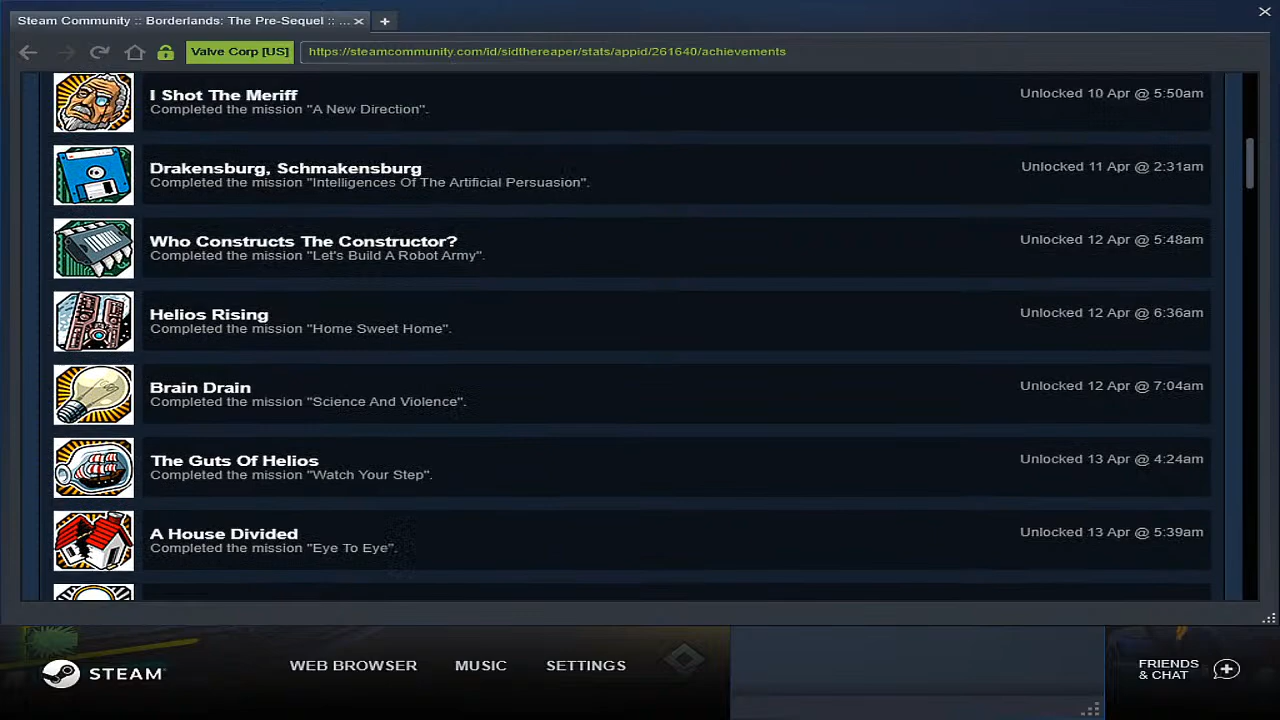 Steam Community :: Borderlands: The Pre-Sequel :: ...
Valve Corp [US]
https://steamcommunity.com/id/sidthereaper/stats/appid/261640/achievements
I Shot The Meriff
Completed the mission "A New Direction".
Unlocked 10 Apr @ 5:50am
Drakensburg, Schmakensburg
Completed the mission "Intelligences Of The Artificial Persuasion".
Unlocked 11 Apr @ 2:31am
Who Constructs The Constructor?
Completed the mission "Let's Build A Robot Army".
Unlocked 12 Apr @ 5:48am
Helios Rising
Completed the mission "Home Sweet Home".
Unlocked 12 Apr @ 6:36am
Brain Drain
Completed the mission "Science And Violence".
Unlocked 12 Apr @ 7:04am
The Guts Of Helios
Completed the mission "Watch Your Step".
Unlocked 13 Apr @ 4:24am
A House Divided
Completed the mission "Eye To Eye".
Unlocked 13 Apr @ 5:39am
STEAM
WEB BROWSER
MUSIC
SETTINGS
FRIENDS
& CHAT